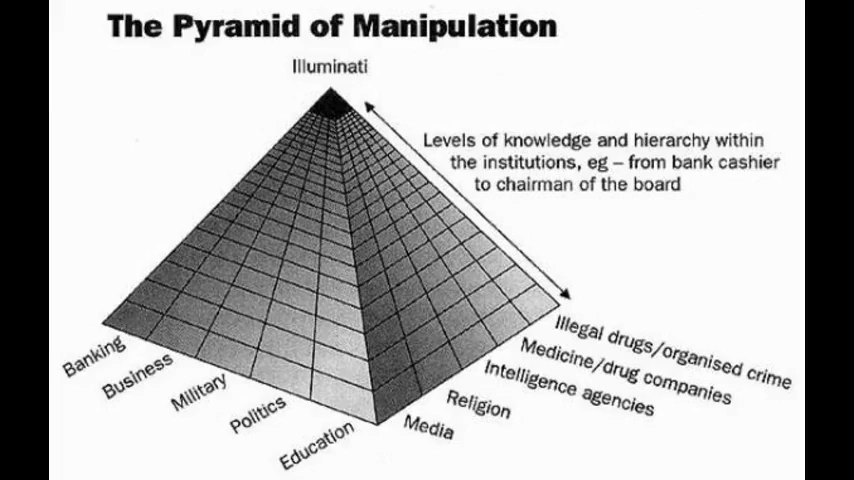 The Pyramid of Manipulation
Illuminati
Levels of knowledge and hierarchy within
the institutions, eg – from bank cashier
to chairman of the board
Banking
Business
Military
Politics
Education
Media
Religion
Intelligence agencies
Medicine/drug companies
Illegal drugs/organised crime